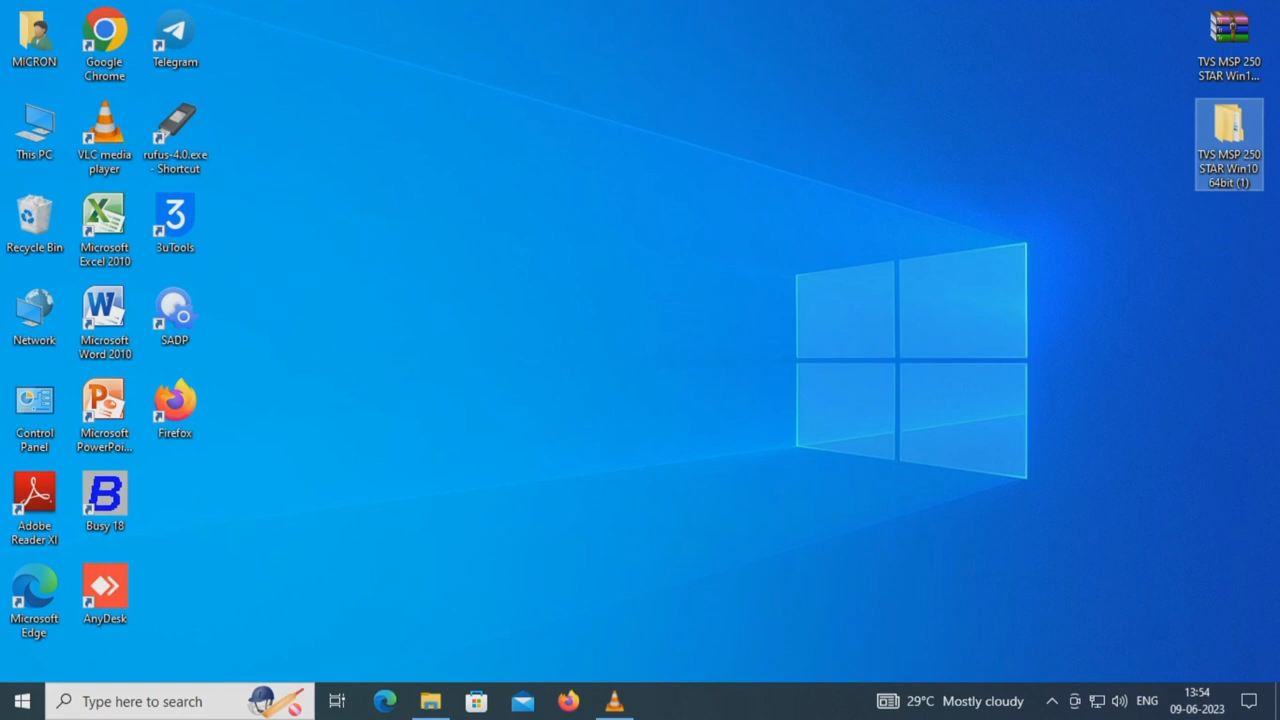 MICRON
Google
Chrome
Telegram
This PC
VLC media
player
rufus-4.0.exe
- Shortcut
Recycle Bin
Microsoft
Excel 2010
3uTools
Network
Microsoft
Word 2010
SADP
Control
Panel
Microsoft
PowerPoi...
Firefox
Adobe
Reader XI
Busy 18
Microsoft
Edge
AnyDesk
TVS MSP 250
STAR Win1...
TVS MSP 250
STAR Win10
64bit (1)
Type here to search
29°C Mostly cloudy
ENG
13:54
09-06-2023